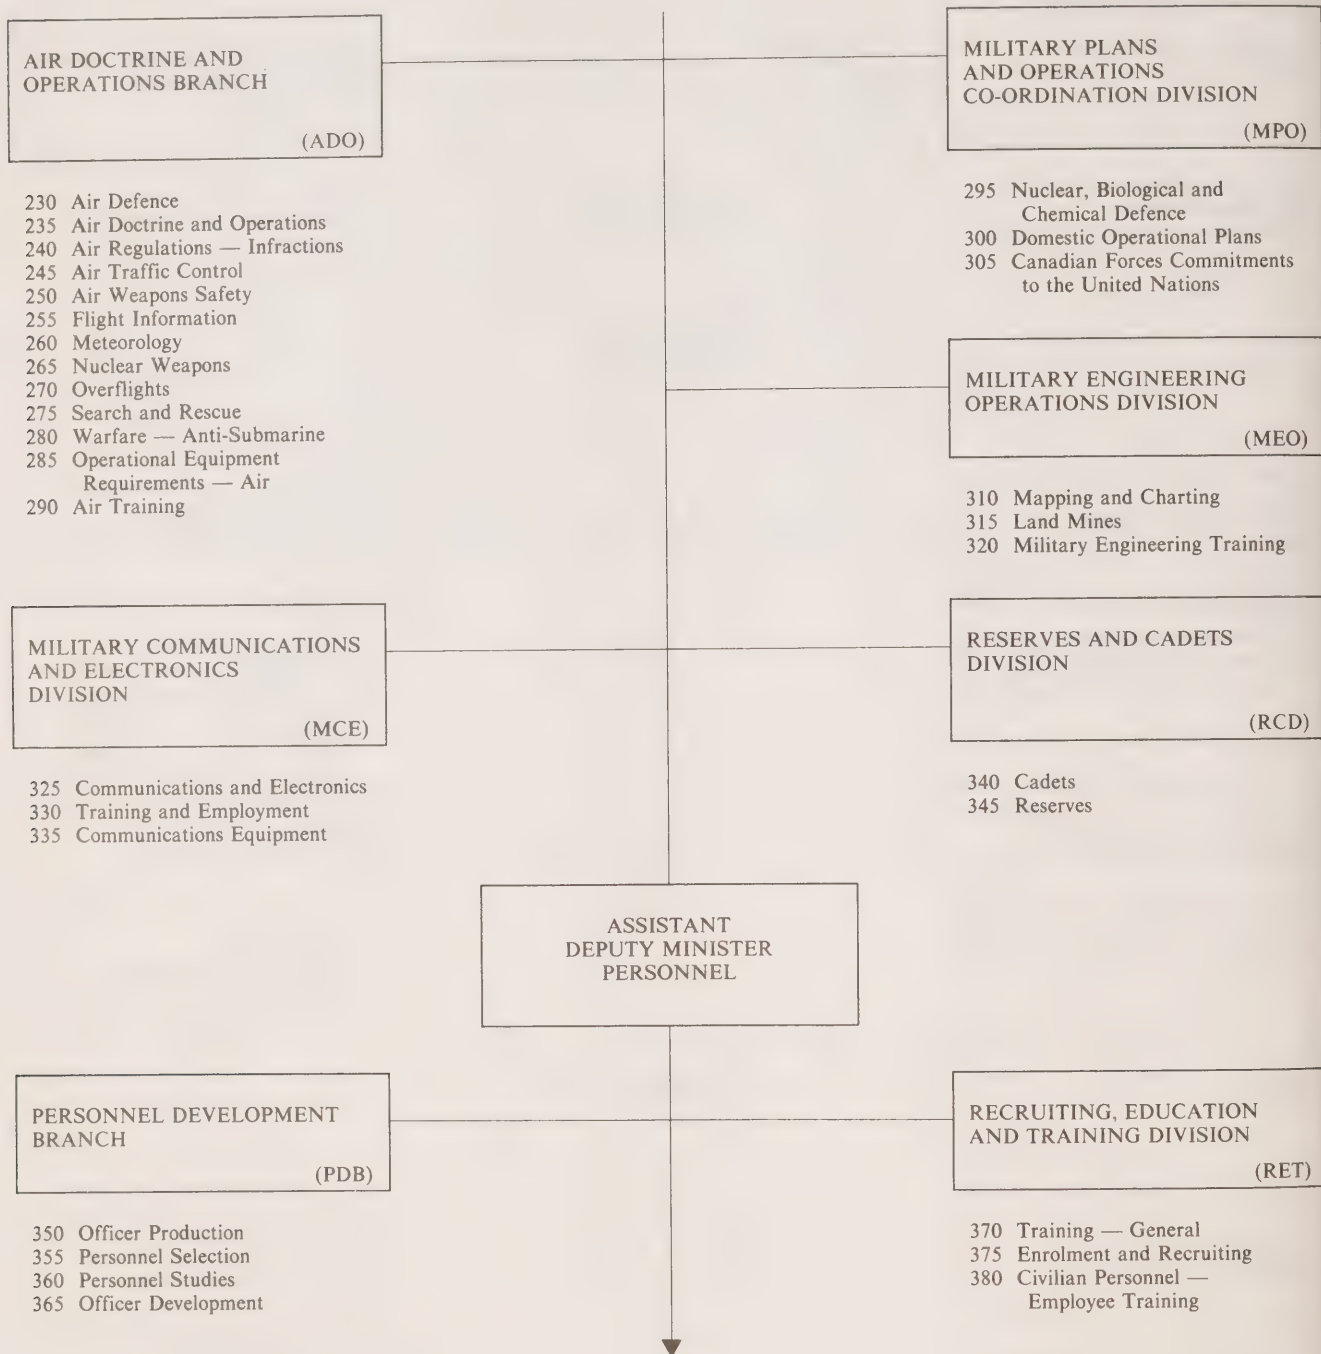 AIR DOCTRINE AND
OPERATIONS BRANCH
(ADO)
230 Air Defence
235 Air Doctrine and Operations
240 Air Regulations — Infractions
245 Air Traffic Control
250 Air Weapons Safety
255 Flight Information
260 Meteorology
265 Nuclear Weapons
270 Overflights
275 Search and Rescue
280 Warfare — Anti-Submarine
285 Operational Equipment
Requirements — Air
290 Air Training
MILITARY PLANS
AND OPERATIONS
CO-ORDINATION DIVISION
(MPO)
295 Nuclear, Biological and
Chemical Defence
300 Domestic Operational Plans
305 Canadian Forces Commitments
to the United Nations
MILITARY ENGINEERING
OPERATIONS DIVISION
(MEO)
310 Mapping and Charting
315 Land Mines
320 Military Engineering Training
MILITARY COMMUNICATIONS
AND ELECTRONICS
DIVISION
(MCE)
325 Communications and Electronics
330 Training and Employment
335 Communications Equipment
RESERVES AND CADETS
DIVISION
(RCD)
340 Cadets
345 Reserves
ASSISTANT
DEPUTY MINISTER
PERSONNEL
PERSONNEL DEVELOPMENT
BRANCH
(PDB)
350 Officer Production
355 Personnel Selection
360 Personnel Studies
365 Officer Development
RECRUITING, EDUCATION
AND TRAINING DIVISION
(RET)
370 Training — General
375 Enrolment and Recruiting
380 Civilian Personnel —
Employee Training